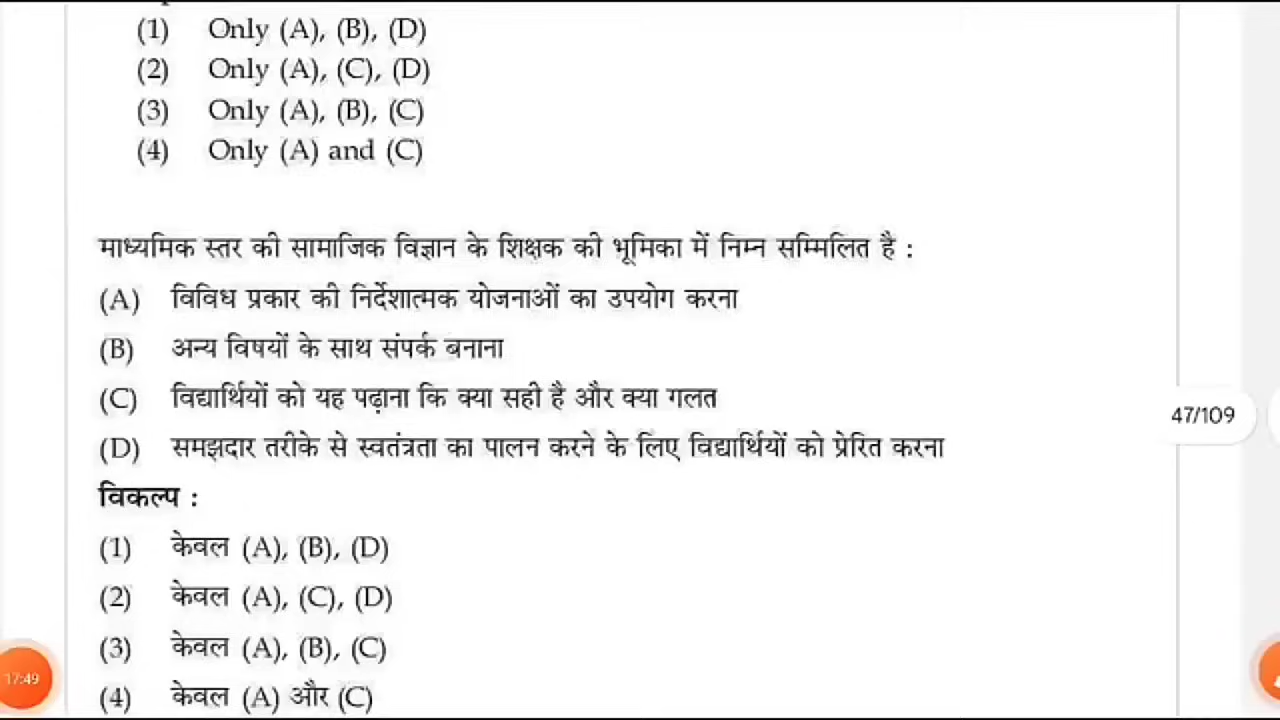 (1) Only (A), (B), (D)
(2) Only (A), (C), (D)
(3) Only (A), (B), (C)
(4) Only (A) and (C)
माध्यमिक स्तर की सामाजिक विज्ञान के शिक्षक की भूमिका में निम्न सम्मिलित है :
(A) विविध प्रकार की निर्देशात्मक योजनाओं का उपयोग करना
(B) अन्य विषयों के साथ संपर्क बनाना
(C) विद्यार्थियों को यह पढ़ाना कि क्या सही है और क्या गलत
47/109
(D) समझदार तरीके से स्वतंत्रता का पालन करने के लिए विद्यार्थियों को प्रेरित करना
विकल्प :
(1) केवल (A), (B), (D)
(2) केवल (A), (C), (D)
(3) केवल (A), (B), (C)
17:49
(4) केवल (A) और (C)